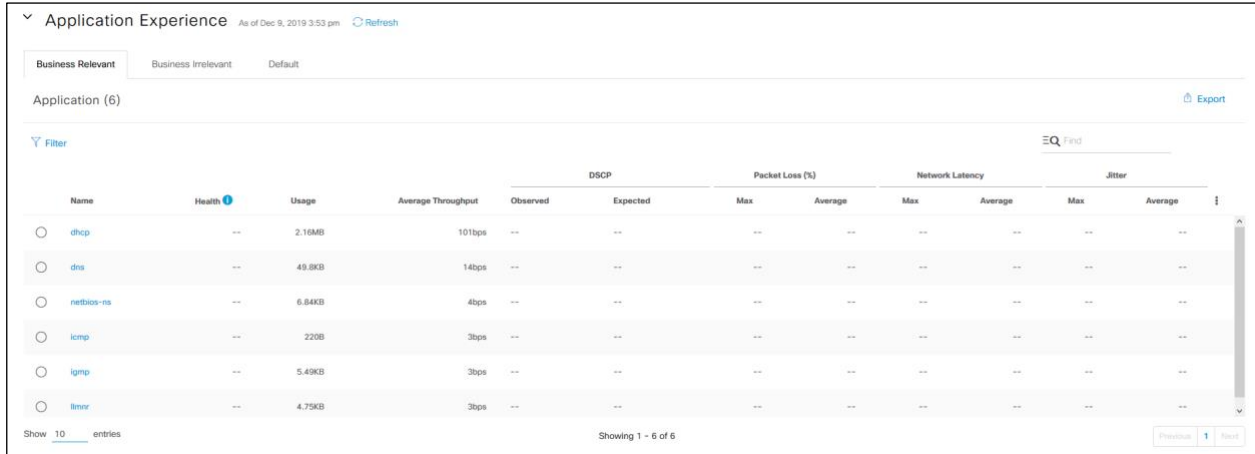 Application Experience As of Dec 9, 2019 3:53 pm Refresh
Business Relevant Business Irrelevant Default
Application (6) Export
Filter Find
DSCP Packet Loss (%) Network Latency Jitter
Name Health Usage Average Throughput Observed Expected Max Average Max Average Max Average
dhcp -- 2.16MB 101bps -- -- -- -- -- -- -- --
dns -- 49.8KB 14bps -- -- -- -- -- -- -- --
netbios-ns -- 6.84KB 4bps -- -- -- -- -- -- -- --
icmp -- 220B 3bps -- -- -- -- -- -- -- --
igmp -- 5.49KB 3bps -- -- -- -- -- -- -- --
llmnr -- 4.75KB 3bps -- -- -- -- -- -- -- --
Show 10 entries Showing 1 - 6 of 6 Previous 1 Next